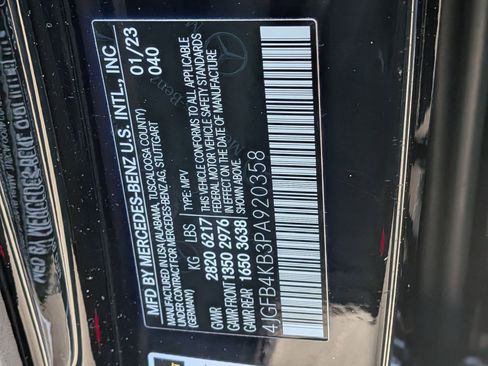 MFD BY MERCEDES-BENZ U.S. INTL., INC. 01/23
MANUFACTURED IN USA (ALABAMA, TUSCALOOSA COUNTY) 040
UNDER LICENSE FOR MERCEDES-BENZ AG, STUTTGART
(GERMANY) TYPE: MPV
KG LBS THIS VEHICLE CONFORMS TO ALL APPLICABLE
GVWR 2820 6217 FEDERAL MOTOR VEHICLE SAFETY STANDARDS
GAWR FRONT 1350 2976 IN EFFECT ON THE DATE OF
GAWR REAR 1650 3638 MANUFACTURE SHOWN ABOVE
4JGFB4KB3PA920358